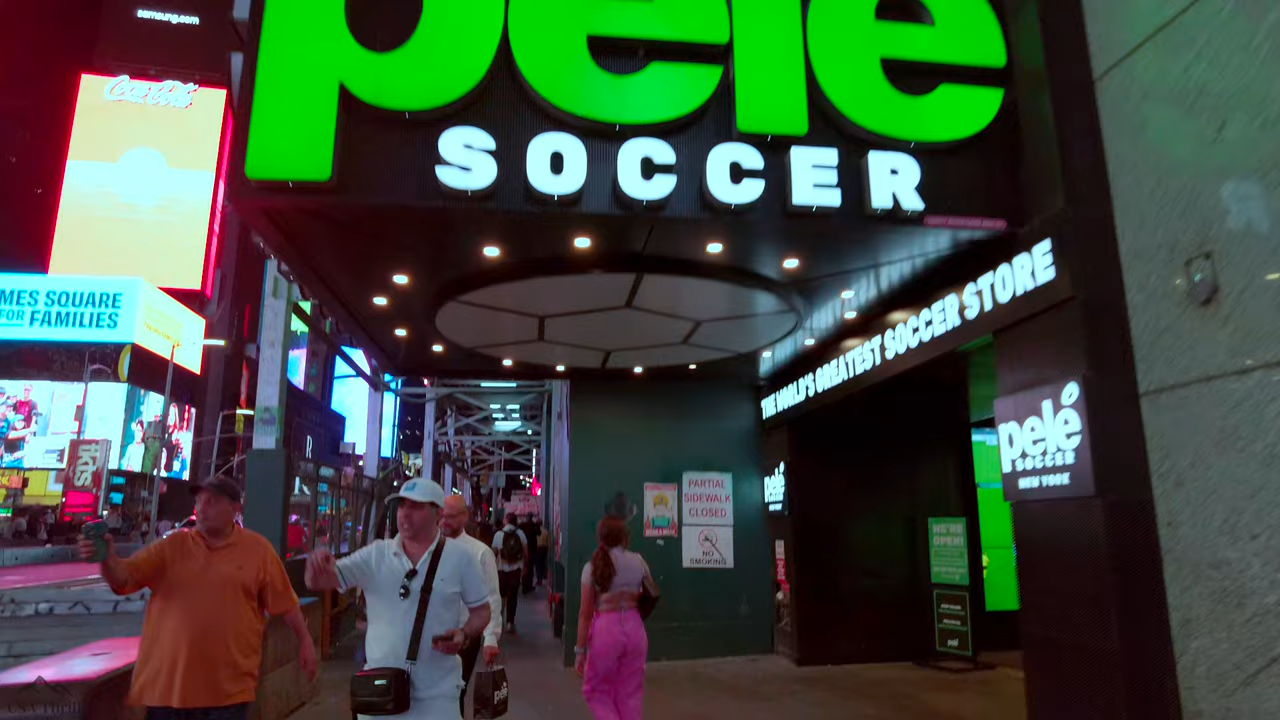 samsung.com
Coca-Cola
pelé
SOCCER
MES SQUARE
FOR FAMILIES
THE WORLD'S GREATEST SOCCER STORE
pelé
SOCCER
NEW YORK
PARTIAL
SIDEWALK
CLOSED
NO
SMOKING
WE'RE
OPEN!
pelé
pelé